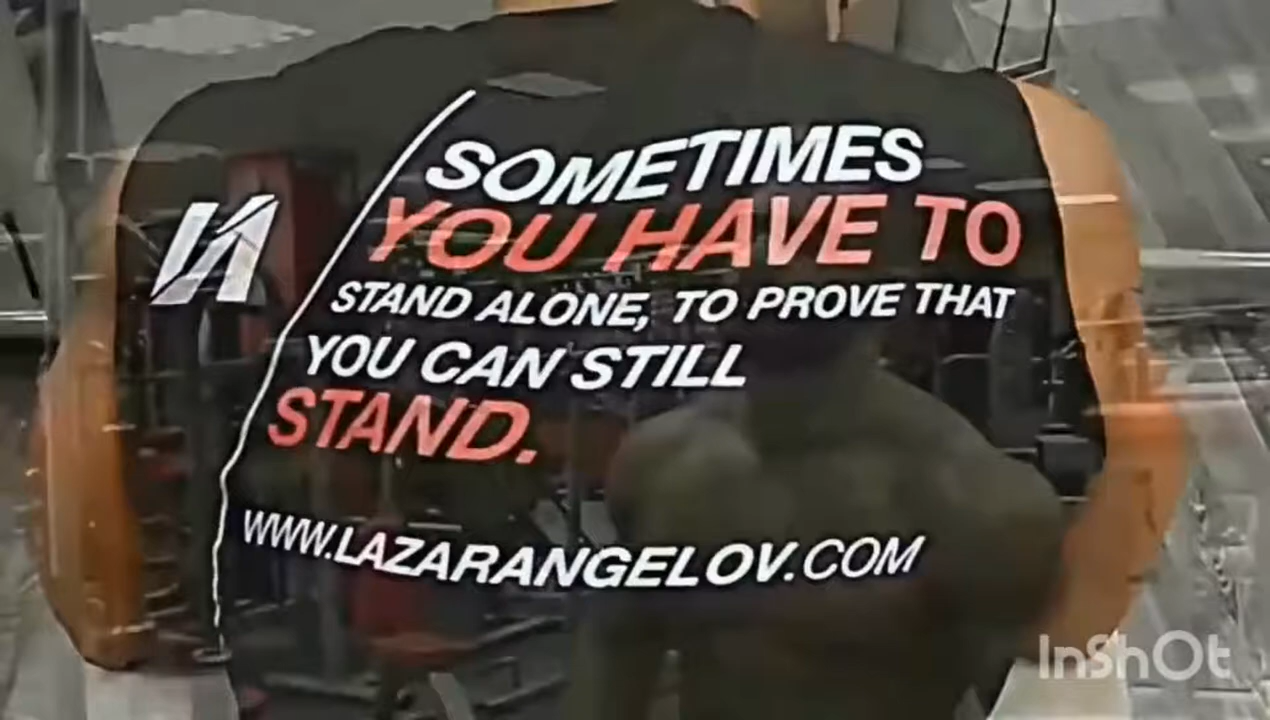 SOMETIMES
YOU HAVE TO
STAND ALONE, TO PROVE THAT
YOU CAN STILL
STAND.
WWW.LAZARANGELOV.COM
InShOt